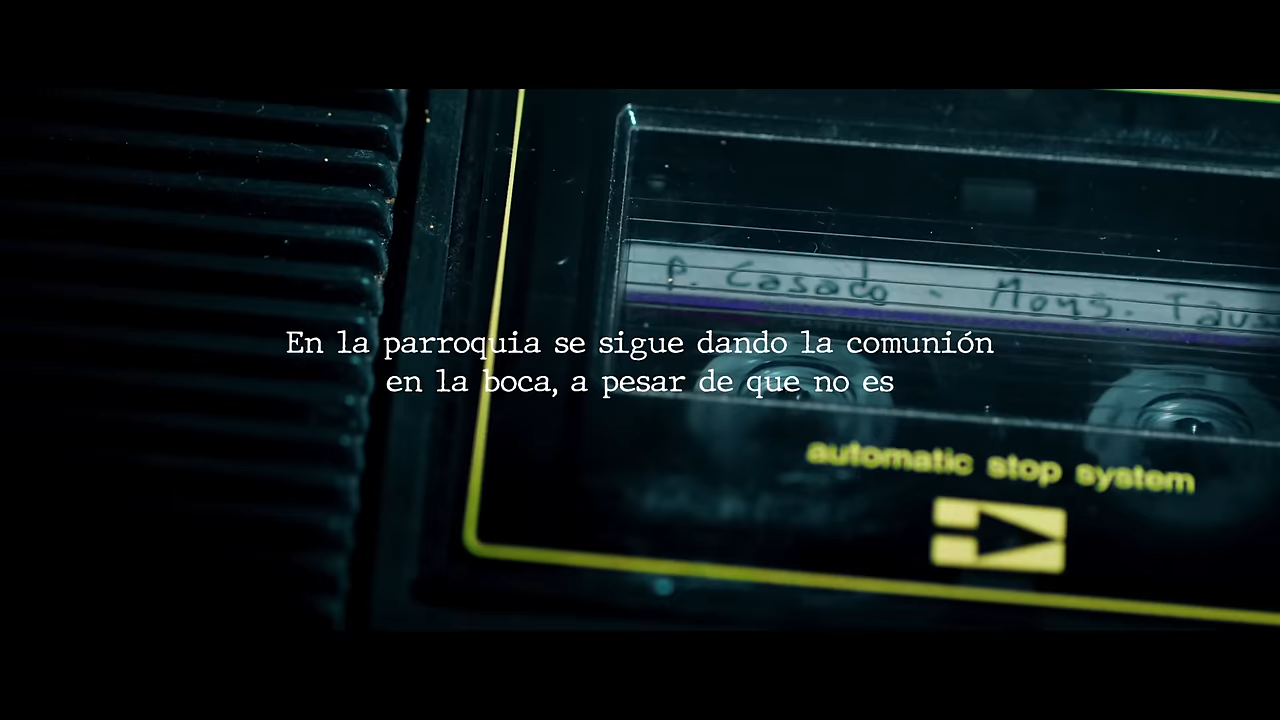 P. Casado - Mons.
En la parroquia se sigue dando la comunión
en la boca, a pesar de que no es
automatic stop system